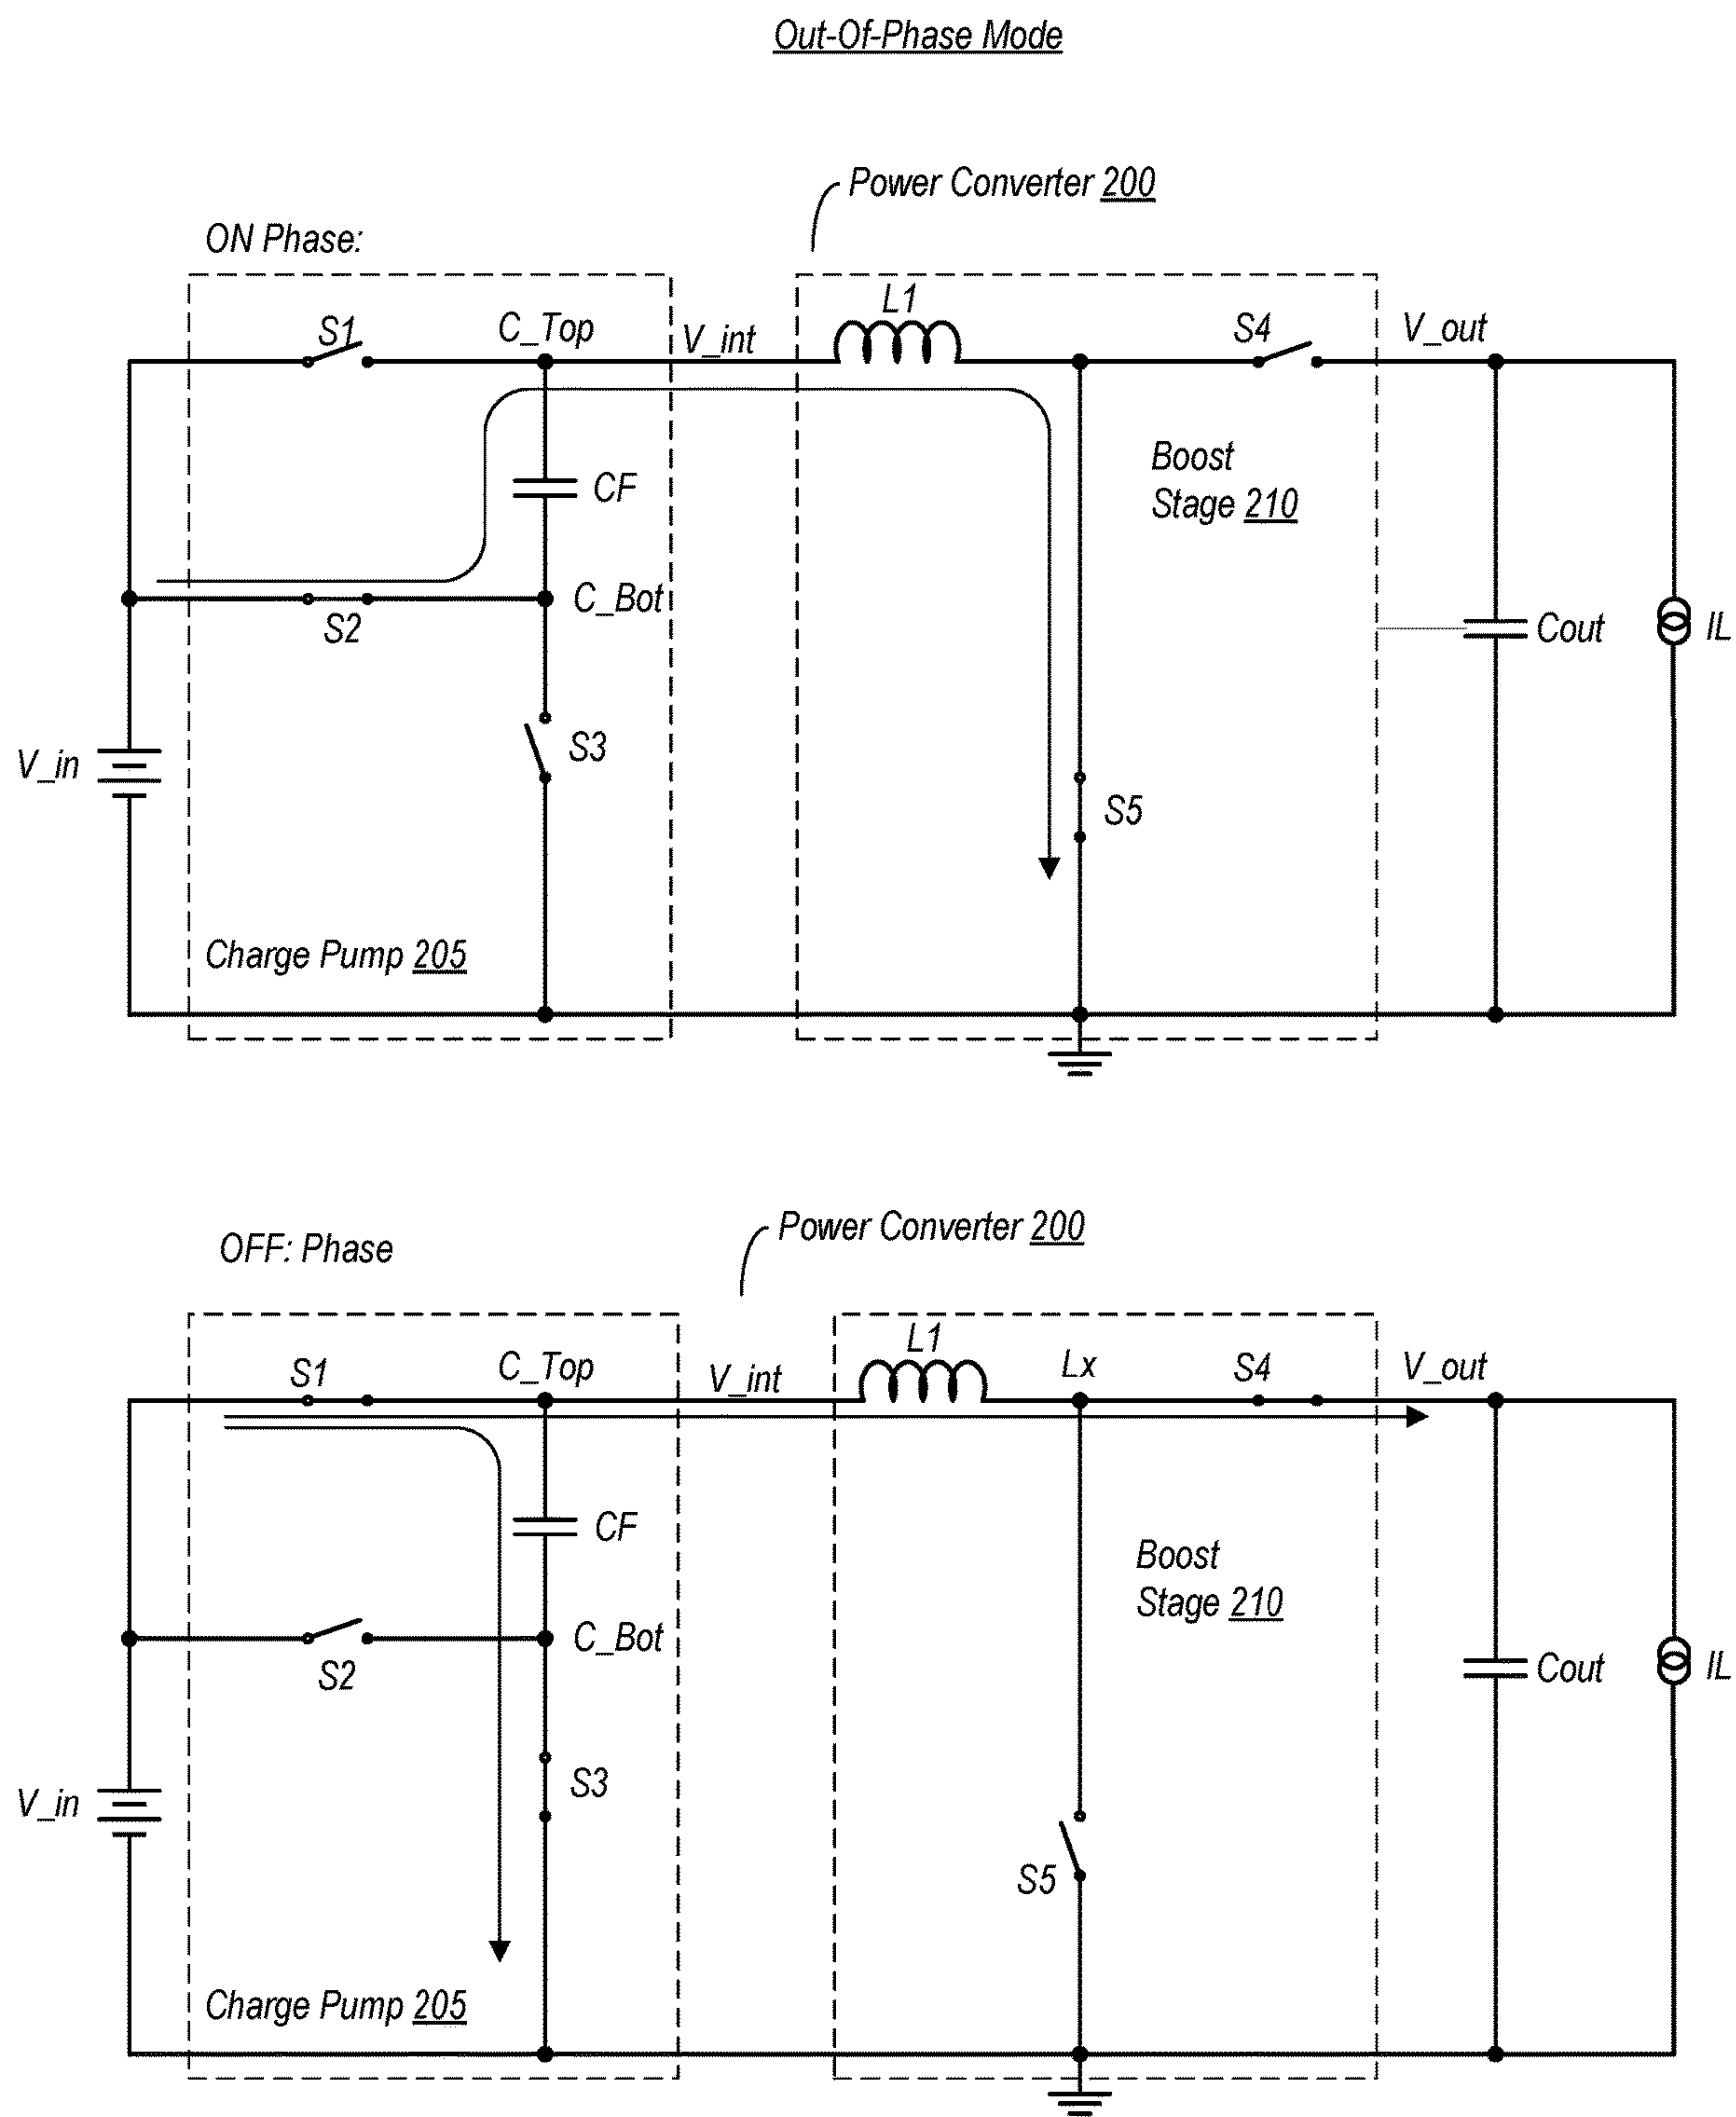 Out-Of-Phase Mode
Power Converter 200
ON Phase:
L1
S1
C_Top
V_int
S4
V_out
Boost
Stage 210
CF
C_Bot
S2
Cout
IL
S3
V_in
S5
Charge Pump 205
Power Converter 200
OFF: Phase
L1
S1
C_Top
V_int
Lx
S4
V_out
CF
Boost
Stage 210
C_Bot
S2
Cout
IL
S3
V_in
S5
Charge Pump 205